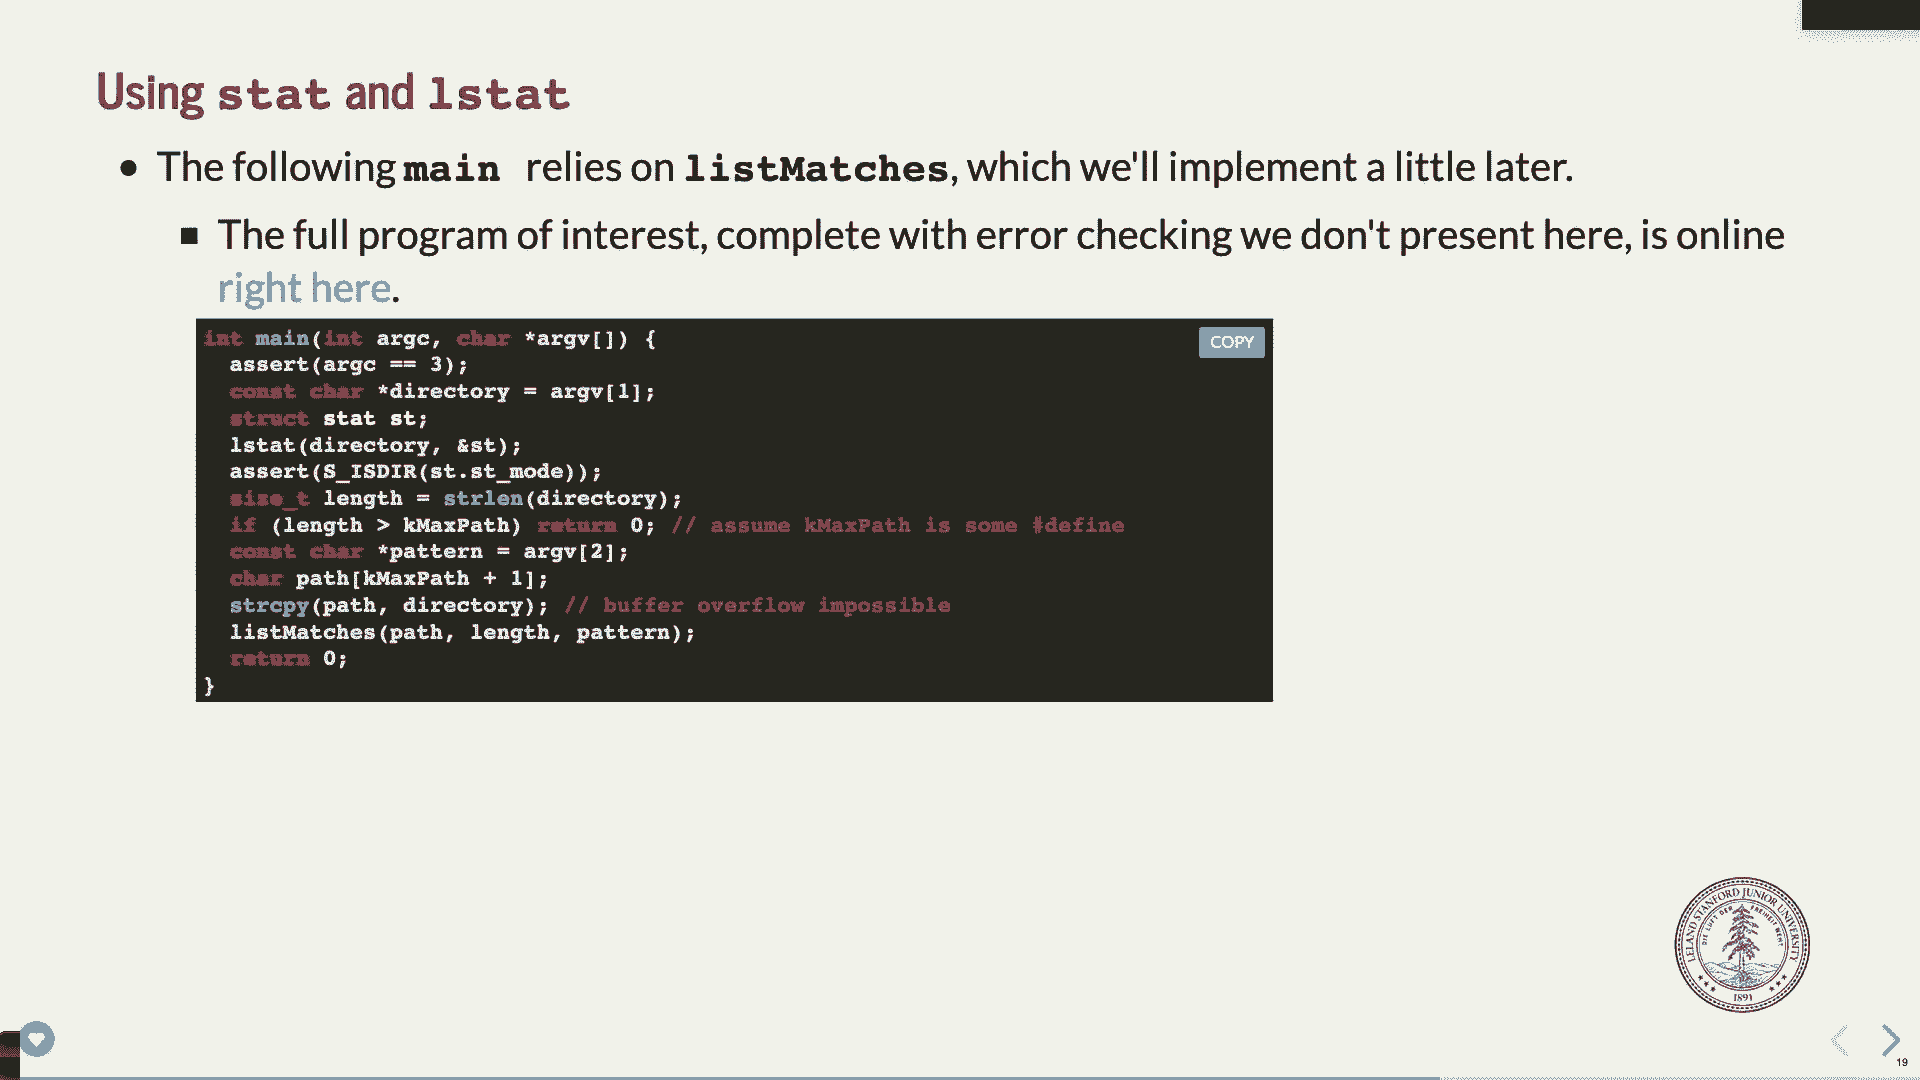 Using stat and lstat
The following main relies on listMatches, which we'll implement a little later.
The full program of interest, complete with error checking we don't present here, is online
right here.
COPY
int main(int argc, char *argv[]) {
  assert(argc == 3);
  const char *directory = argv[1];
  struct stat st;
  lstat(directory, &st);
  assert(S_ISDIR(st.st_mode));
  size_t length = strlen(directory);
  if (length > kMaxPath) return 0; // assume kMaxPath is some #define
  const char *pattern = argv[2];
  char path[kMaxPath + 1];
  strcpy(path, directory); // buffer overflow impossible
  listMatches(path, length, pattern);
  return 0;
}
LELAND STANFORD JUNIOR UNIVERSITY
DIE LUFT DER FREIHEIT WEHT
1891
19